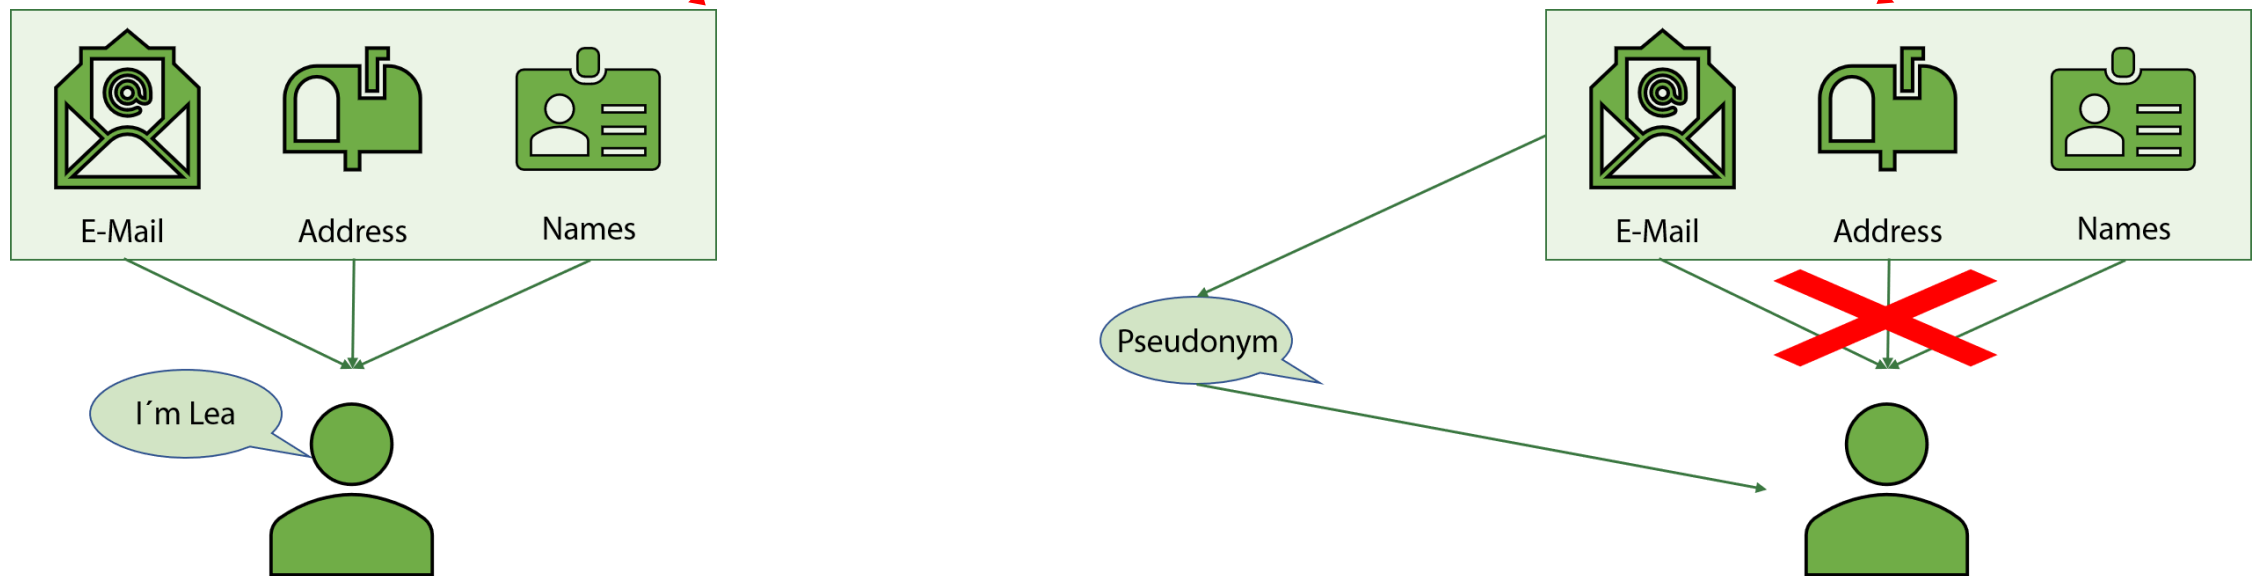 E-Mail
Address
Names
I´m Lea
E-Mail
Address
Names
Pseudonym